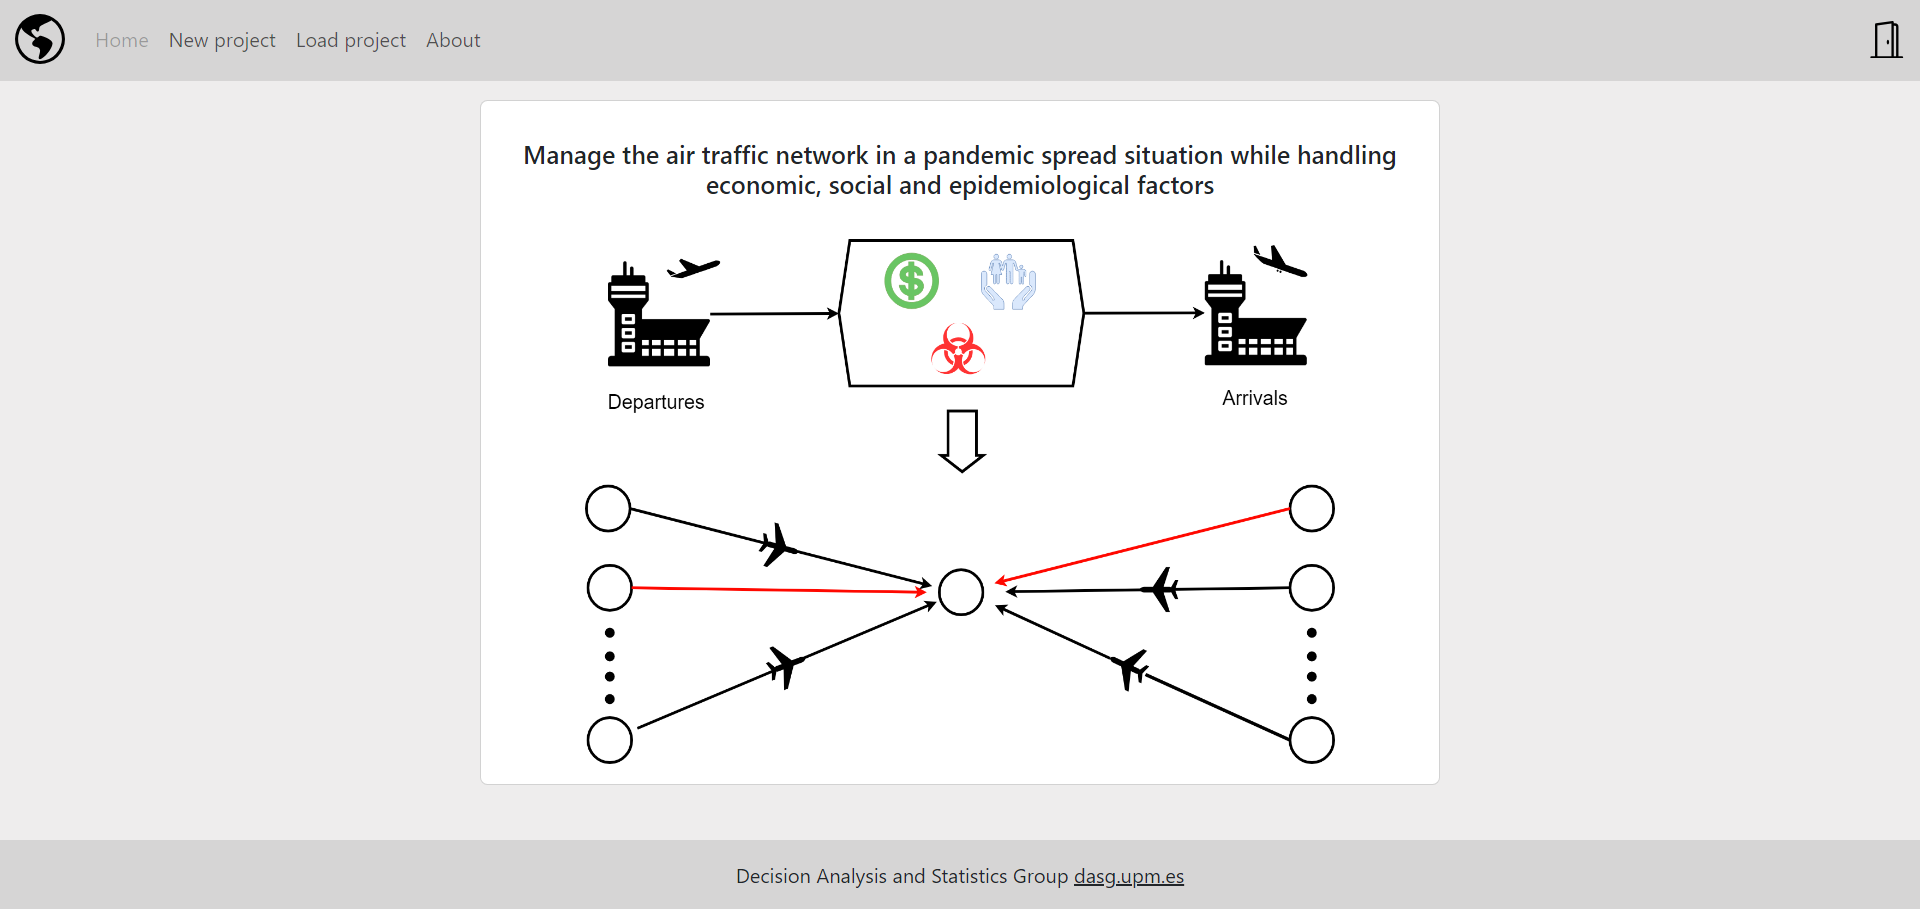 Home New project Load project About
Manage the air traffic network in a pandemic spread situation while handling
economic, social and epidemiological factors
$
Departures
Arrivals
Decision Analysis and Statistics Group dasg.upm.es